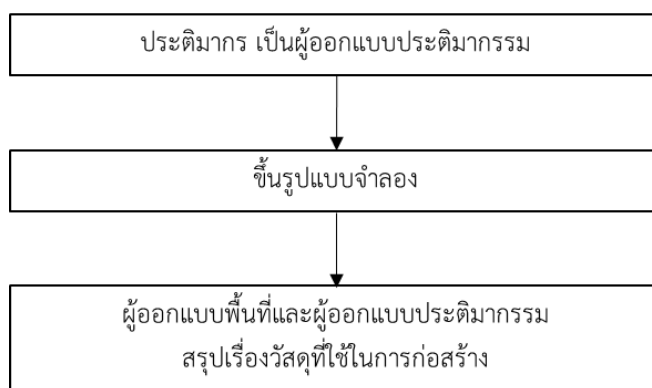 ประติมากร เป็นผู้ออกแบบประติมากรรม
ขึ้นรูปแบบจำลอง
ผู้ออกแบบพื้นที่และผู้ออกแบบประติมากรรม
สรุปเรื่องวัสดุที่ใช้ในการก่อสร้าง